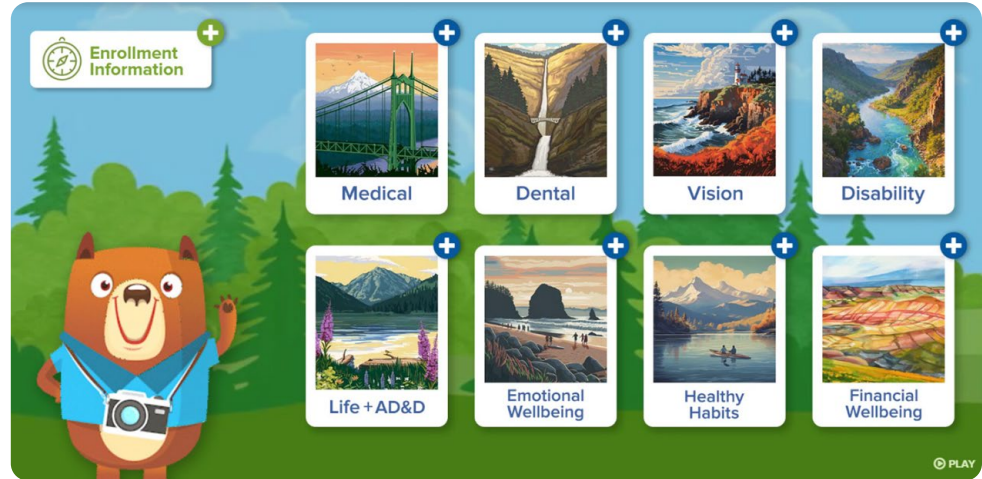 Enrollment
Information
Medical
Dental
Vision
Disability
Life + AD&D
Emotional
Wellbeing
Healthy
Habits
Financial
Wellbeing
PLAY